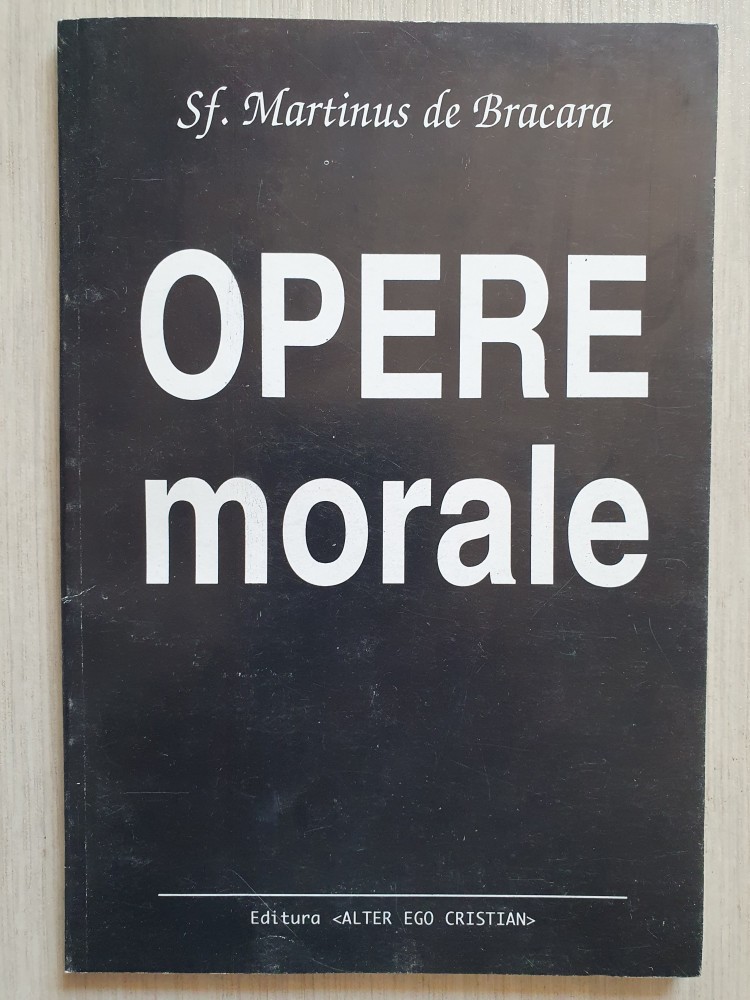 Sf. Martinus de Bracara
OPERE
morale
Editura <ALTER EGO CRISTIAN>